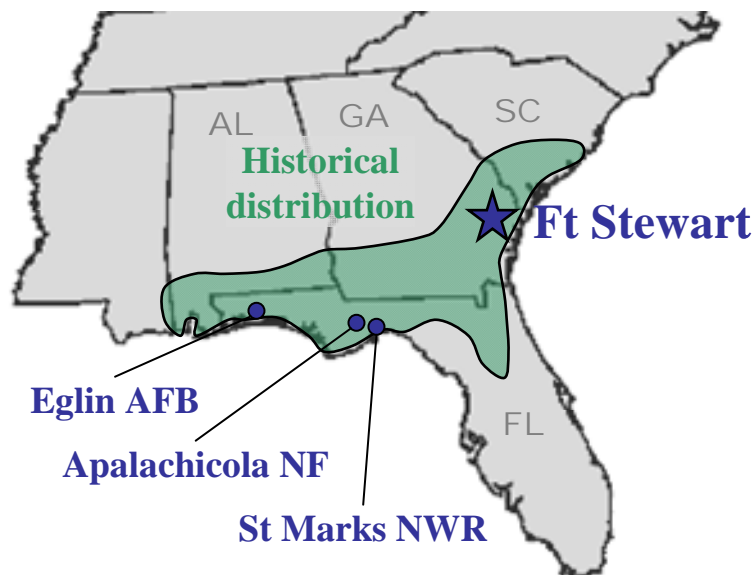 AL
GA
SC
Historical
distribution
Ft Stewart
Eglin AFB
Apalachicola NF
FL
St Marks NWR